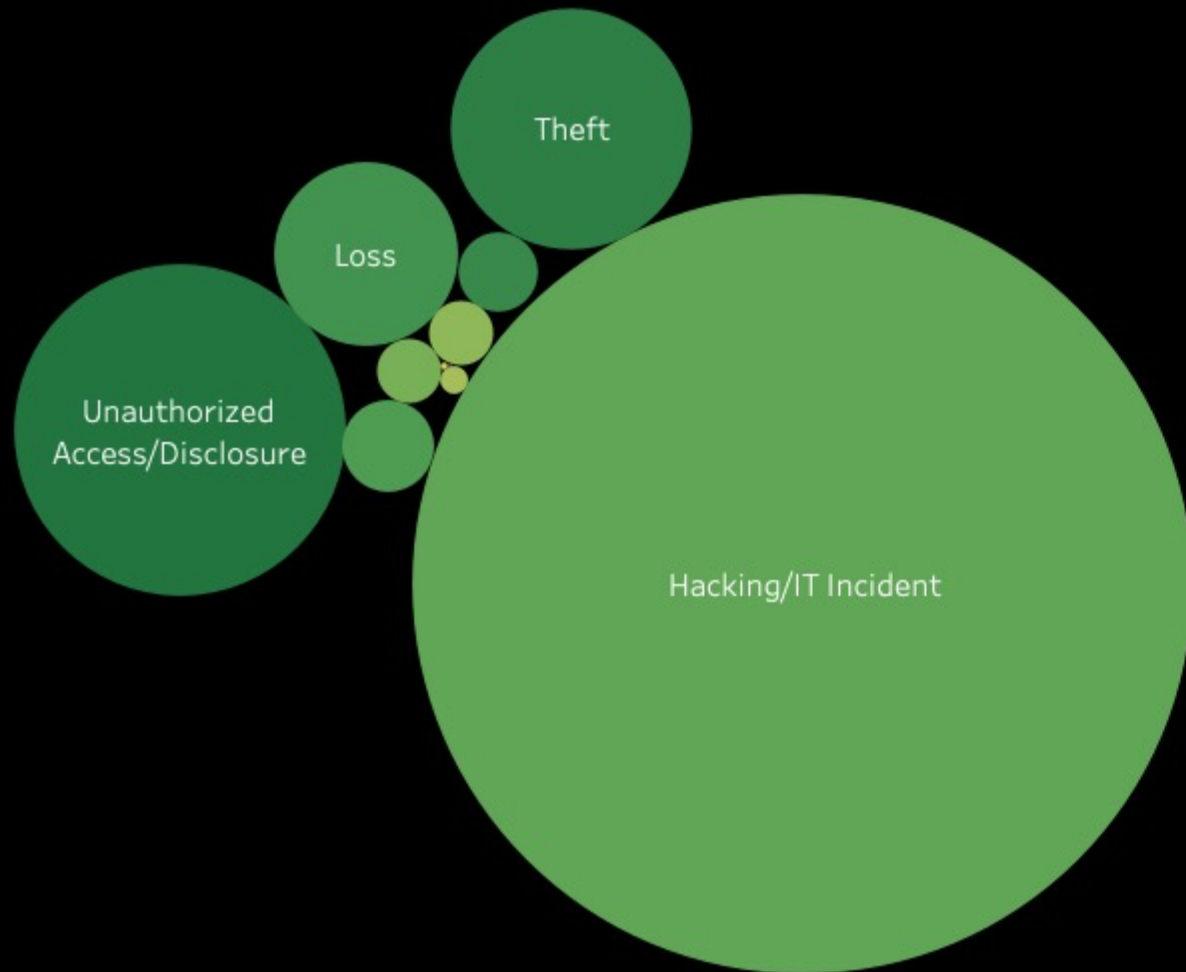 Theft
Loss
Unauthorized
Access/Disclosure
Hacking/IT Incident